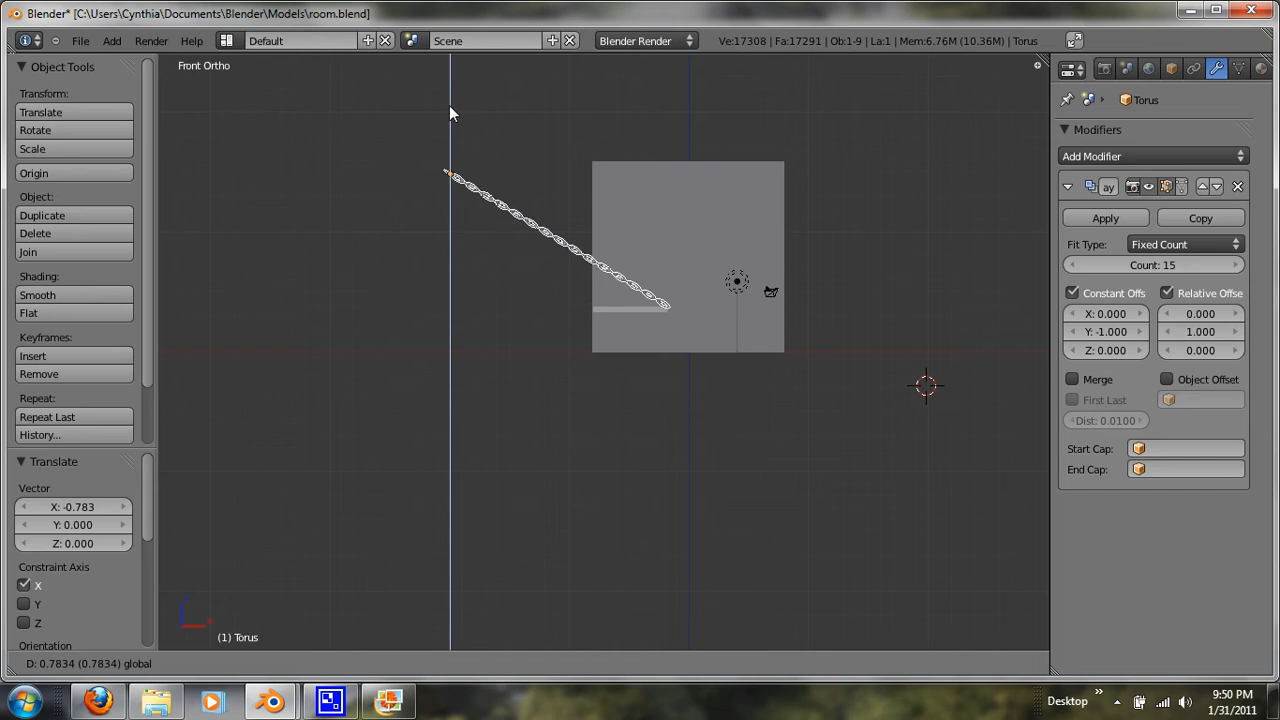 Blender* [C:\Users\Cynthia\Documents\Blender\Models\room.blend]
File Add Render Help Default Scene Blender Render Ve:17308 | Fa:17291 | Ob:1-9 | La:1 | Mem:6.76M (10.36M) | Torus
Object Tools
Transform:
Translate
Rotate
Scale
Origin
Object:
Duplicate
Delete
Join
Shading:
Smooth
Flat
Keyframes:
Insert
Remove
Repeat:
Repeat Last
History...
Translate
Vector
X: -0.783
Y: 0.000
Z: 0.000
Constraint Axis
X
Y
Z
Orientation
Front Ortho
(1) Torus
D: 0.7834 (0.7834) global
Torus
Modifiers
Add Modifier
ay
Apply Copy
Fit Type: Fixed Count
Count: 15
Constant Offs Relative Offse
X: 0.000 0.000
Y: -1.000 1.000
Z: 0.000 0.000
Merge Object Offset
First Last
Dist: 0.0100
Start Cap:
End Cap:
Desktop
9:50 PM
1/31/2011